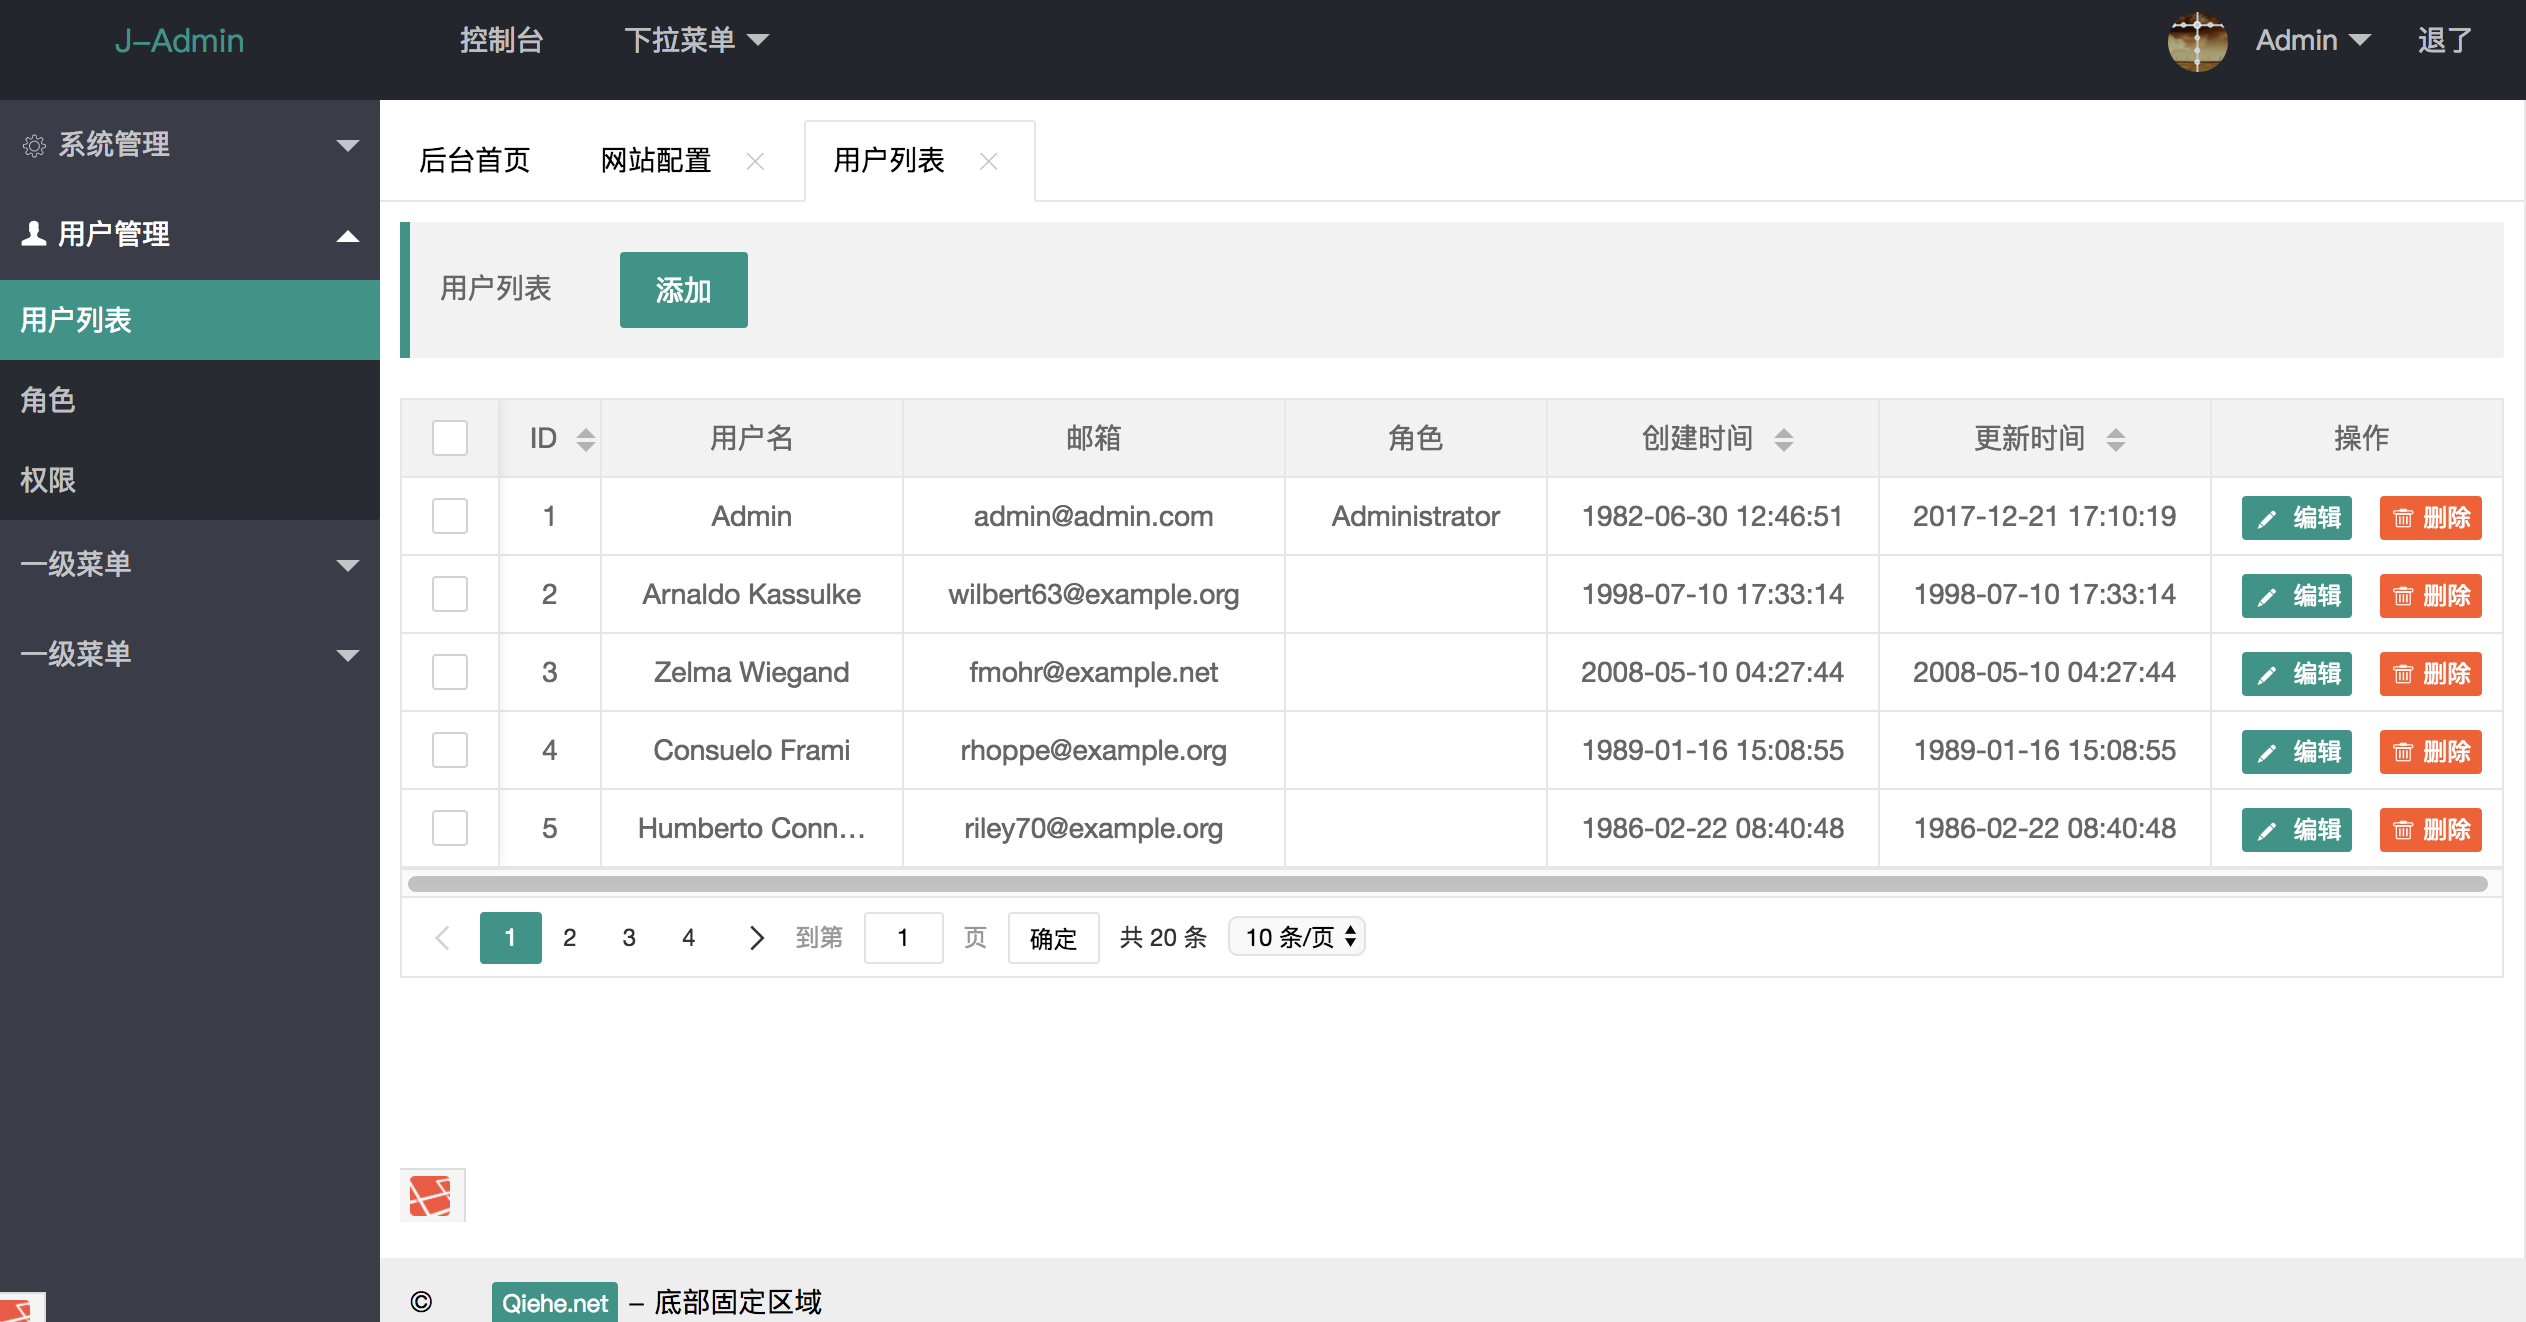 J-Admin 控制台 下拉菜单 Admin 退了
系统管理
用户管理
用户列表
角色
权限
一级菜单
一级菜单
后台首页 网站配置 用户列表
用户列表 添加
ID 用户名 邮箱 角色 创建时间 更新时间 操作
1 Admin admin@admin.com Administrator 1982-06-30 12:46:51 2017-12-21 17:10:19 编辑 删除
2 Arnaldo Kassulke wilbert63@example.org 1998-07-10 17:33:14 1998-07-10 17:33:14 编辑 删除
3 Zelma Wiegand fmohr@example.net 2008-05-10 04:27:44 2008-05-10 04:27:44 编辑 删除
4 Consuelo Frami rhoppe@example.org 1989-01-16 15:08:55 1989-01-16 15:08:55 编辑 删除
5 Humberto Conn... riley70@example.org 1986-02-22 08:40:48 1986-02-22 08:40:48 编辑 删除
1 2 3 4 到第 1 页 确定 共 20 条 10 条/页
© Qiehe.net - 底部固定区域